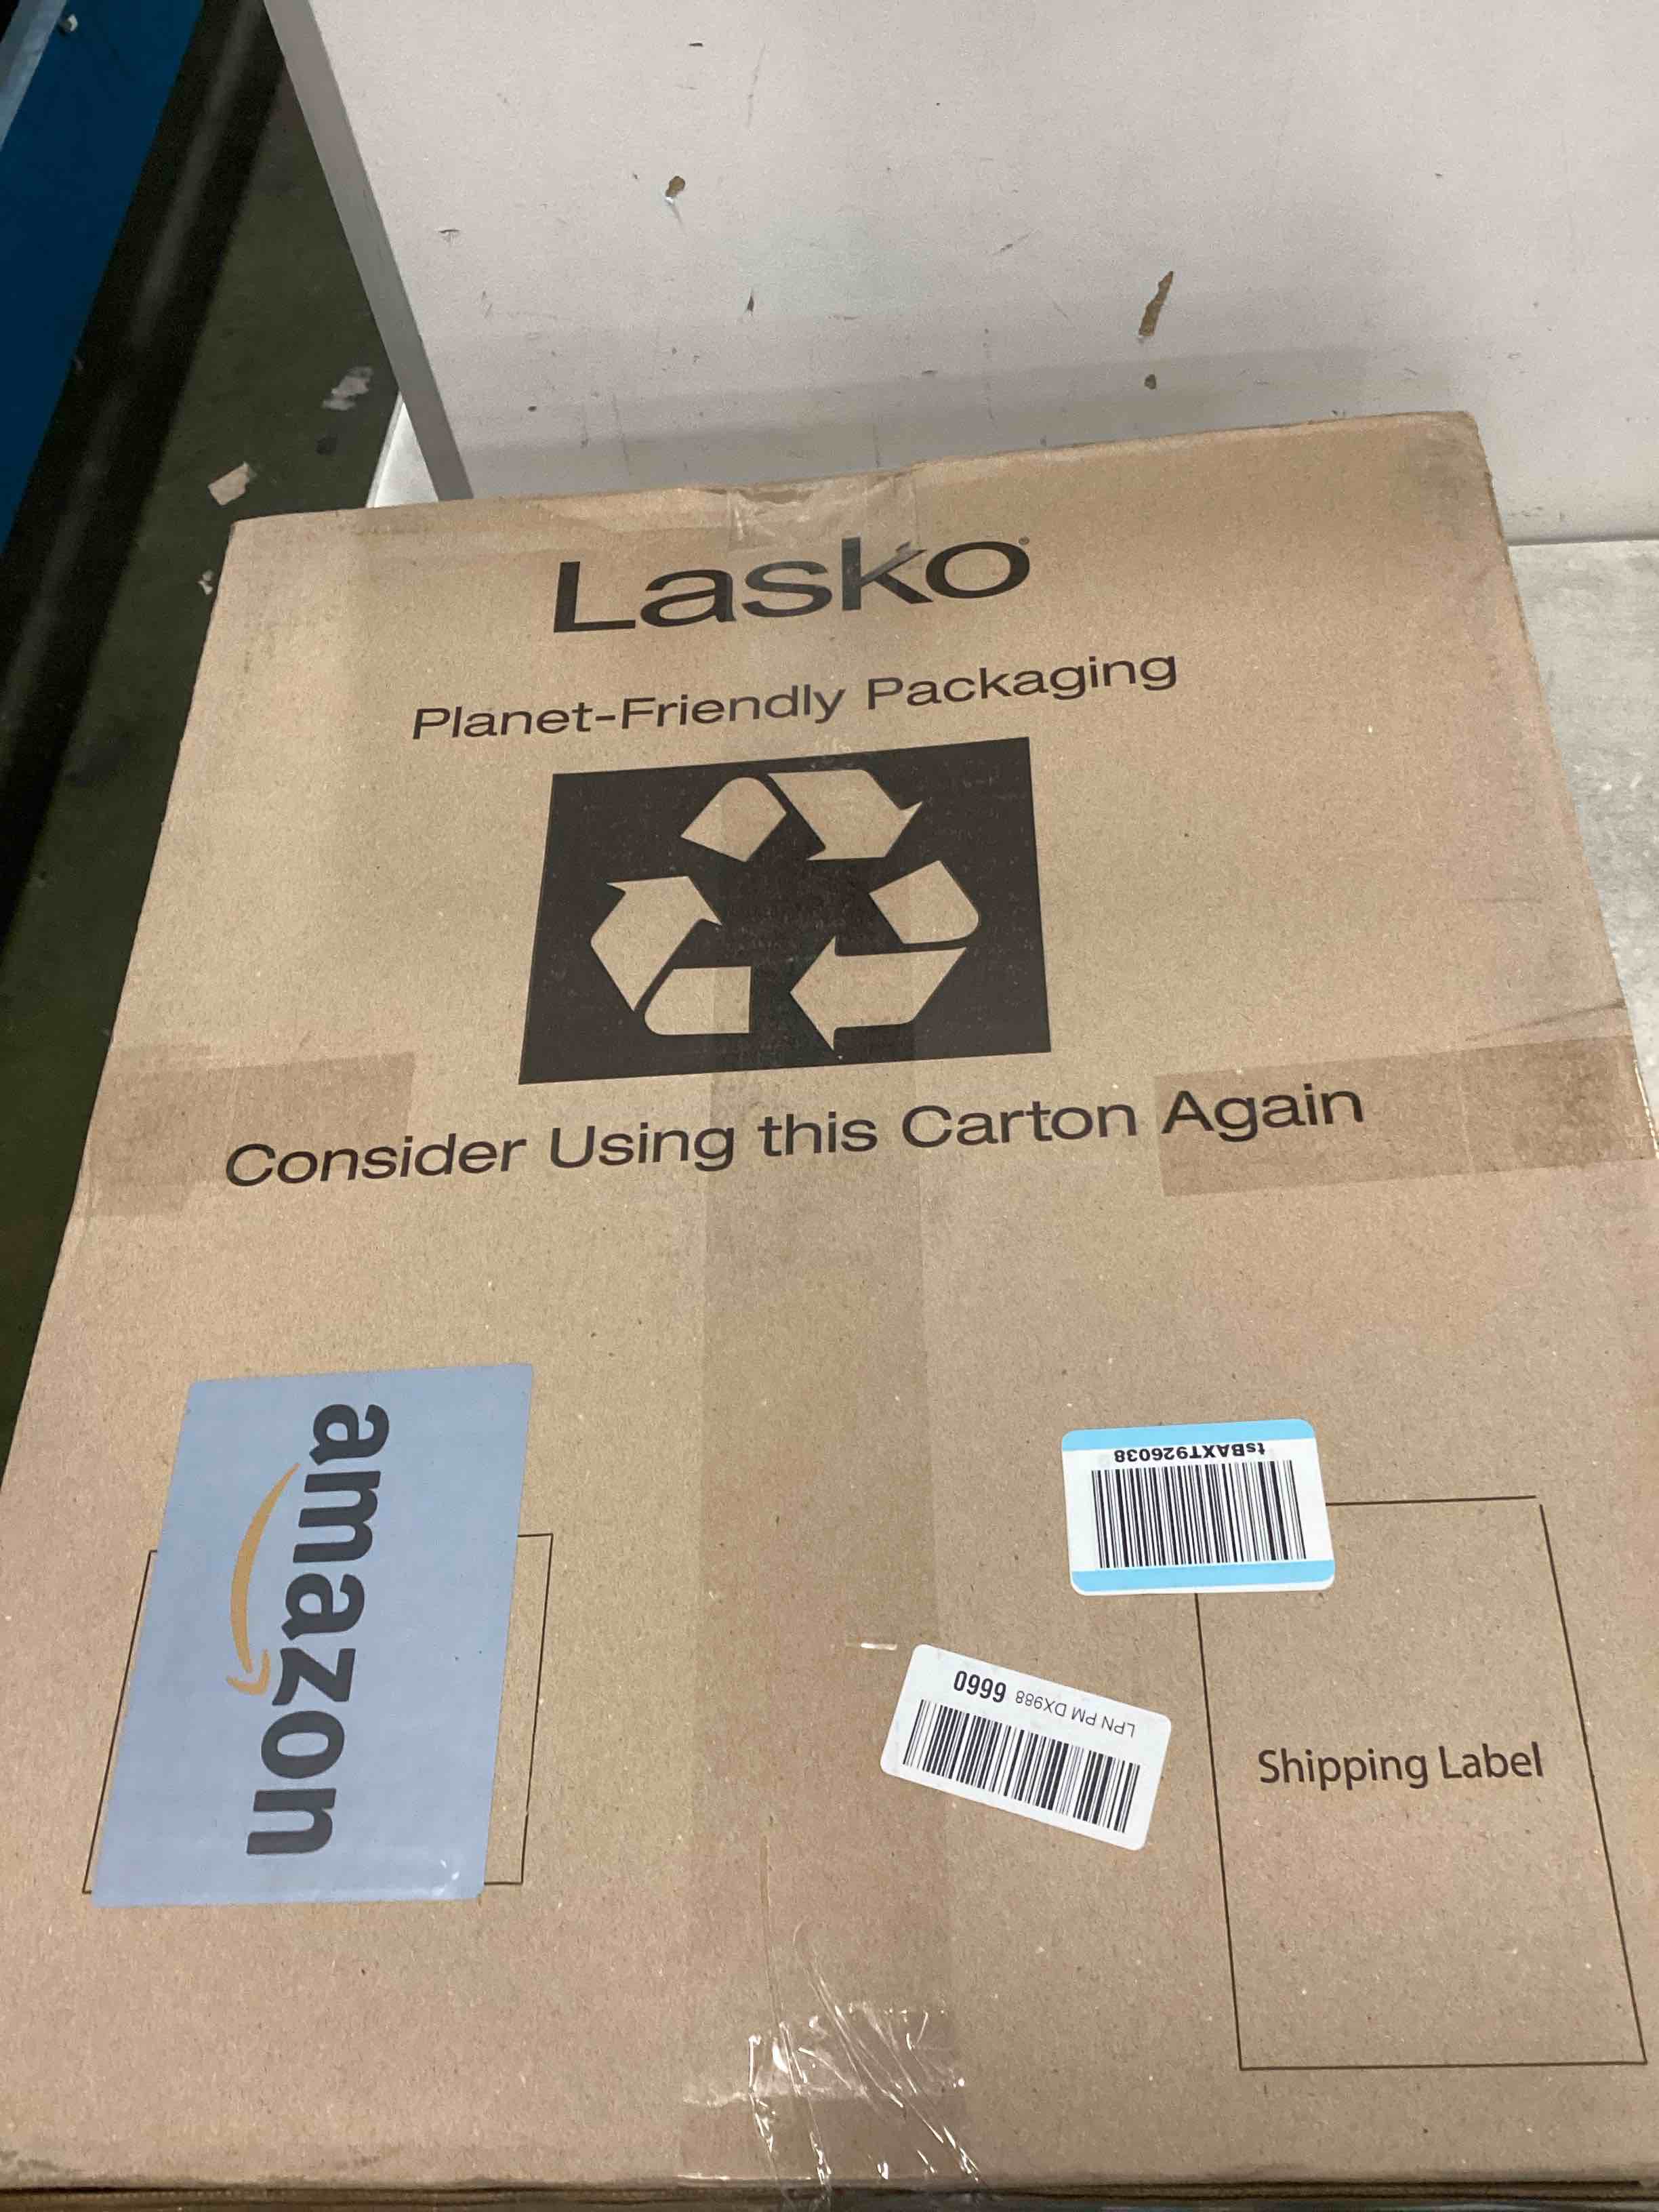 Lasko®
Planet-Friendly Packaging
Consider Using this Carton Again
amazon
tsBAXT926038
LPN PM DX988 6660
Shipping Label